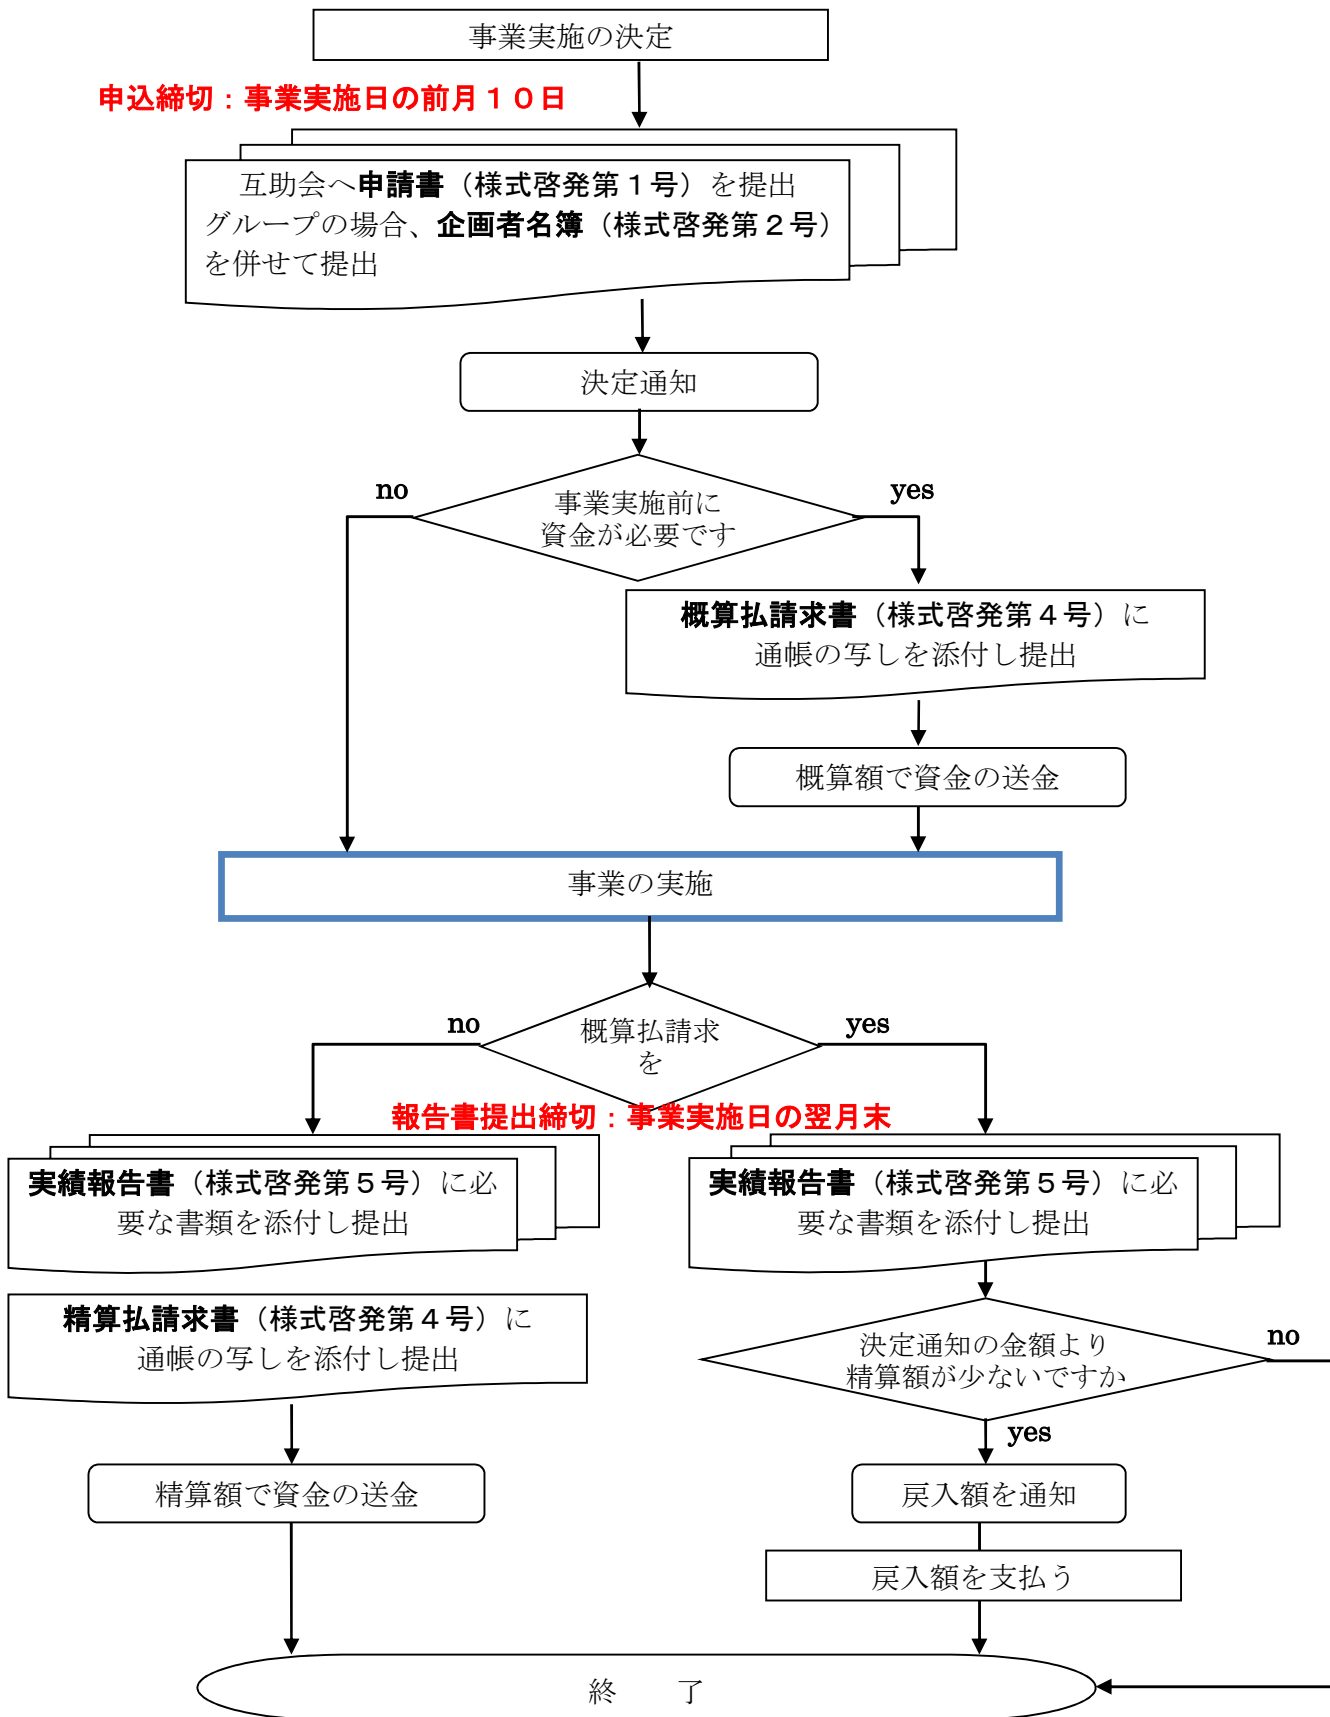 事業実施の決定
申込締切：事業実施日の前月１０日
互助会へ申請書（様式啓発第１号）を提出
グループの場合、企画者名簿（様式啓発第２号）
を併せて提出
決定通知
no
yes
事業実施前に
資金が必要です
概算払請求書（様式啓発第４号）に
通帳の写しを添付し提出
概算額で資金の送金
事業の実施
no
yes
概算払請求
を
報告書提出締切：事業実施日の翌月末
実績報告書（様式啓発第５号）に必
要な書類を添付し提出
実績報告書（様式啓発第５号）に必
要な書類を添付し提出
精算払請求書（様式啓発第４号）に
通帳の写しを添付し提出
決定通知の金額より
精算額が少ないですか
no
yes
精算額で資金の送金
戻入額を通知
戻入額を支払う
終　　了